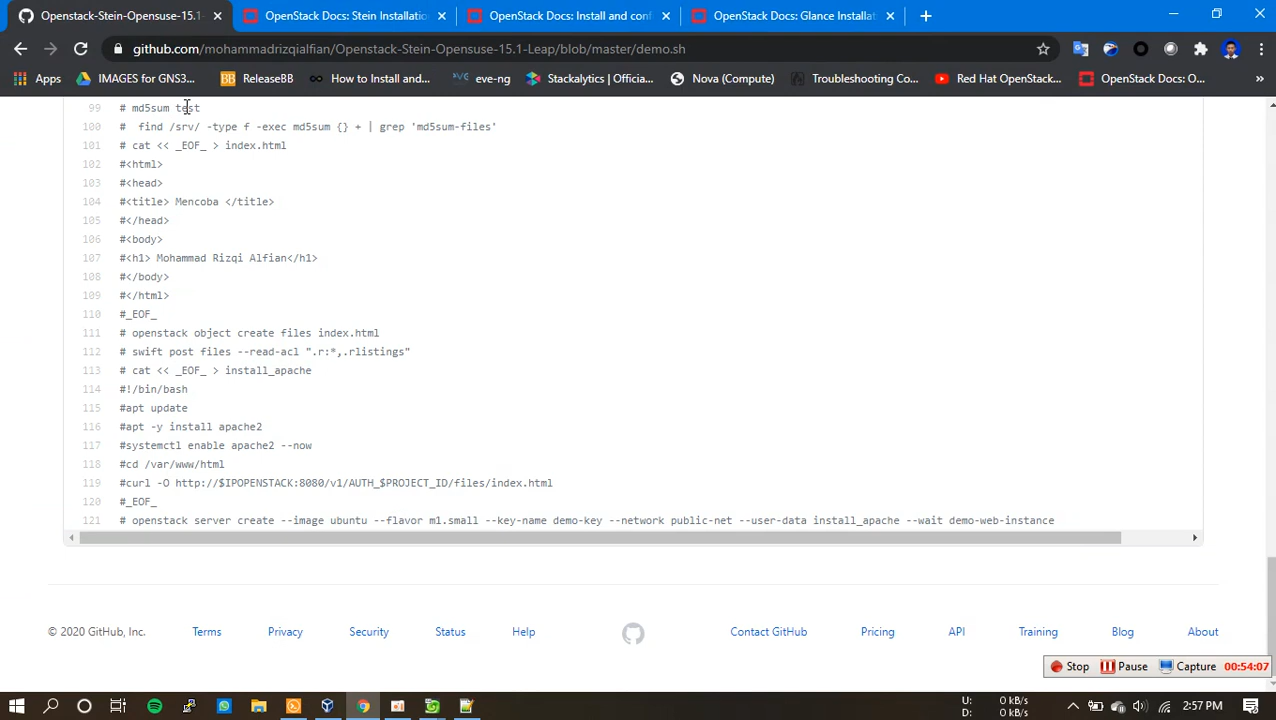 Openstack-Stein-Opensuse-15.1-
OpenStack Docs: Stein Installatio
OpenStack Docs: Install and conf
OpenStack Docs: Glance Installat
github.com/mohammadrizqialfian/Openstack-Stein-Opensuse-15.1-Leap/blob/master/demo.sh
Apps
IMAGES for GNS3...
BB ReleaseBB
How to Install and...
eve-ng
Stackalytics | Officia...
Nova (Compute)
Troubleshooting Co...
Red Hat OpenStack...
OpenStack Docs: O...
»
99 # md5sum test
100 #  find /srv/ -type f -exec md5sum {} + | grep 'md5sum-files'
101 # cat << _EOF_ > index.html
102 #<html>
103 #<head>
104 #<title> Mencoba </title>
105 #</head>
106 #<body>
107 #<h1> Mohammad Rizqi Alfian</h1>
108 #</body>
109 #</html>
110 #_EOF_
111 # openstack object create files index.html
112 # swift post files --read-acl ".r:*,.rlistings"
113 # cat << _EOF_ > install_apache
114 #!/bin/bash
115 #apt update
116 #apt -y install apache2
117 #systemctl enable apache2 --now
118 #cd /var/www/html
119 #curl -O http://$IPOPENSTACK:8080/v1/AUTH_$PROJECT_ID/files/index.html
120 #_EOF_
121 # openstack server create --image ubuntu --flavor m1.small --key-name demo-key --network public-net --user-data install_apache --wait demo-web-instance
© 2020 GitHub, Inc.
Terms
Privacy
Security
Status
Help
Contact GitHub
Pricing
API
Training
Blog
About
Stop
Pause
Capture
00:54:07
U: 0 kB/s
D: 0 kB/s
2:57 PM